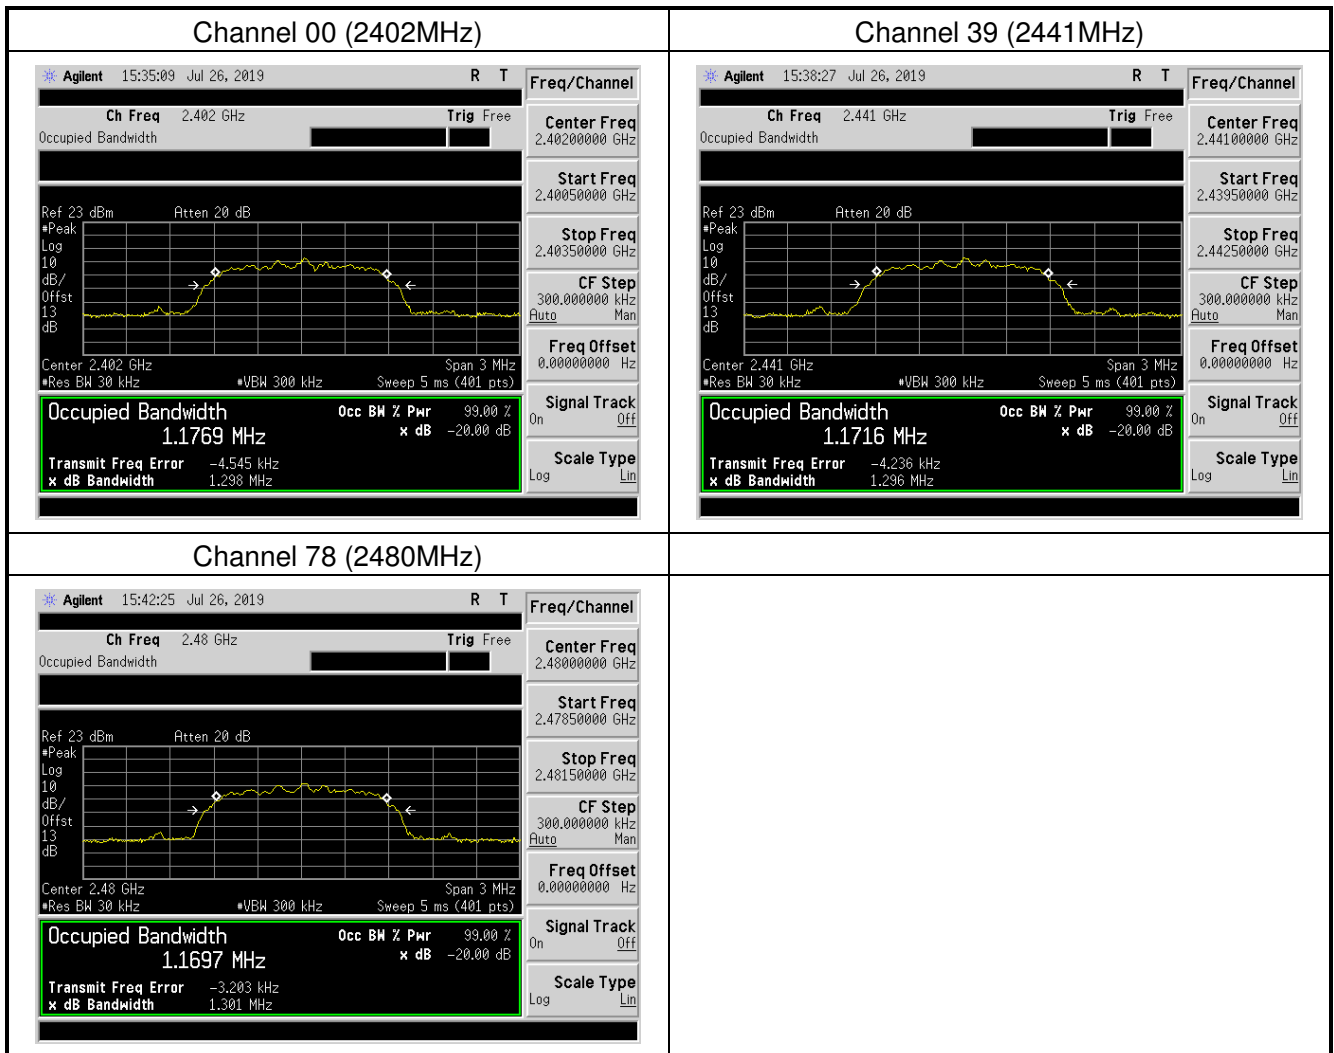 Channel 00 (2402MHz)
Agilent 15:35:09 Jul 26, 2019 R T
Ch Freq 2.402 GHz Trig Free
Occupied Bandwidth
Ref 23 dBm Atten 20 dB
#Peak
Log
10
dB/
Offst
13
dB
Center 2.402 GHz Span 3 MHz
#Res BW 30 kHz #VBW 300 kHz Sweep 5 ms (401 pts)
Occupied Bandwidth Occ BW % Pwr 99.00 %
1.1769 MHz x dB -20.00 dB
Transmit Freq Error -4.545 kHz
x dB Bandwidth 1.298 MHz
Freq/Channel
Center Freq
2.40200000 GHz
Start Freq
2.40050000 GHz
Stop Freq
2.40350000 GHz
CF Step
300.000000 kHz
Auto Man
Freq Offset
0.00000000 Hz
Signal Track
On Off
Scale Type
Log Lin
Channel 39 (2441MHz)
Agilent 15:38:27 Jul 26, 2019 R T
Ch Freq 2.441 GHz Trig Free
Occupied Bandwidth
Ref 23 dBm Atten 20 dB
#Peak
Log
10
dB/
Offst
13
dB
Center 2.441 GHz Span 3 MHz
#Res BW 30 kHz #VBW 300 kHz Sweep 5 ms (401 pts)
Occupied Bandwidth Occ BW % Pwr 99.00 %
1.1716 MHz x dB -20.00 dB
Transmit Freq Error -4.236 kHz
x dB Bandwidth 1.296 MHz
Freq/Channel
Center Freq
2.44100000 GHz
Start Freq
2.43950000 GHz
Stop Freq
2.44250000 GHz
CF Step
300.000000 kHz
Auto Man
Freq Offset
0.00000000 Hz
Signal Track
On Off
Scale Type
Log Lin
Channel 78 (2480MHz)
Agilent 15:42:25 Jul 26, 2019 R T
Ch Freq 2.48 GHz Trig Free
Occupied Bandwidth
Ref 23 dBm Atten 20 dB
#Peak
Log
10
dB/
Offst
13
dB
Center 2.48 GHz Span 3 MHz
#Res BW 30 kHz #VBW 300 kHz Sweep 5 ms (401 pts)
Occupied Bandwidth Occ BW % Pwr 99.00 %
1.1697 MHz x dB -20.00 dB
Transmit Freq Error -3.203 kHz
x dB Bandwidth 1.301 MHz
Freq/Channel
Center Freq
2.48000000 GHz
Start Freq
2.47850000 GHz
Stop Freq
2.48150000 GHz
CF Step
300.000000 kHz
Auto Man
Freq Offset
0.00000000 Hz
Signal Track
On Off
Scale Type
Log Lin